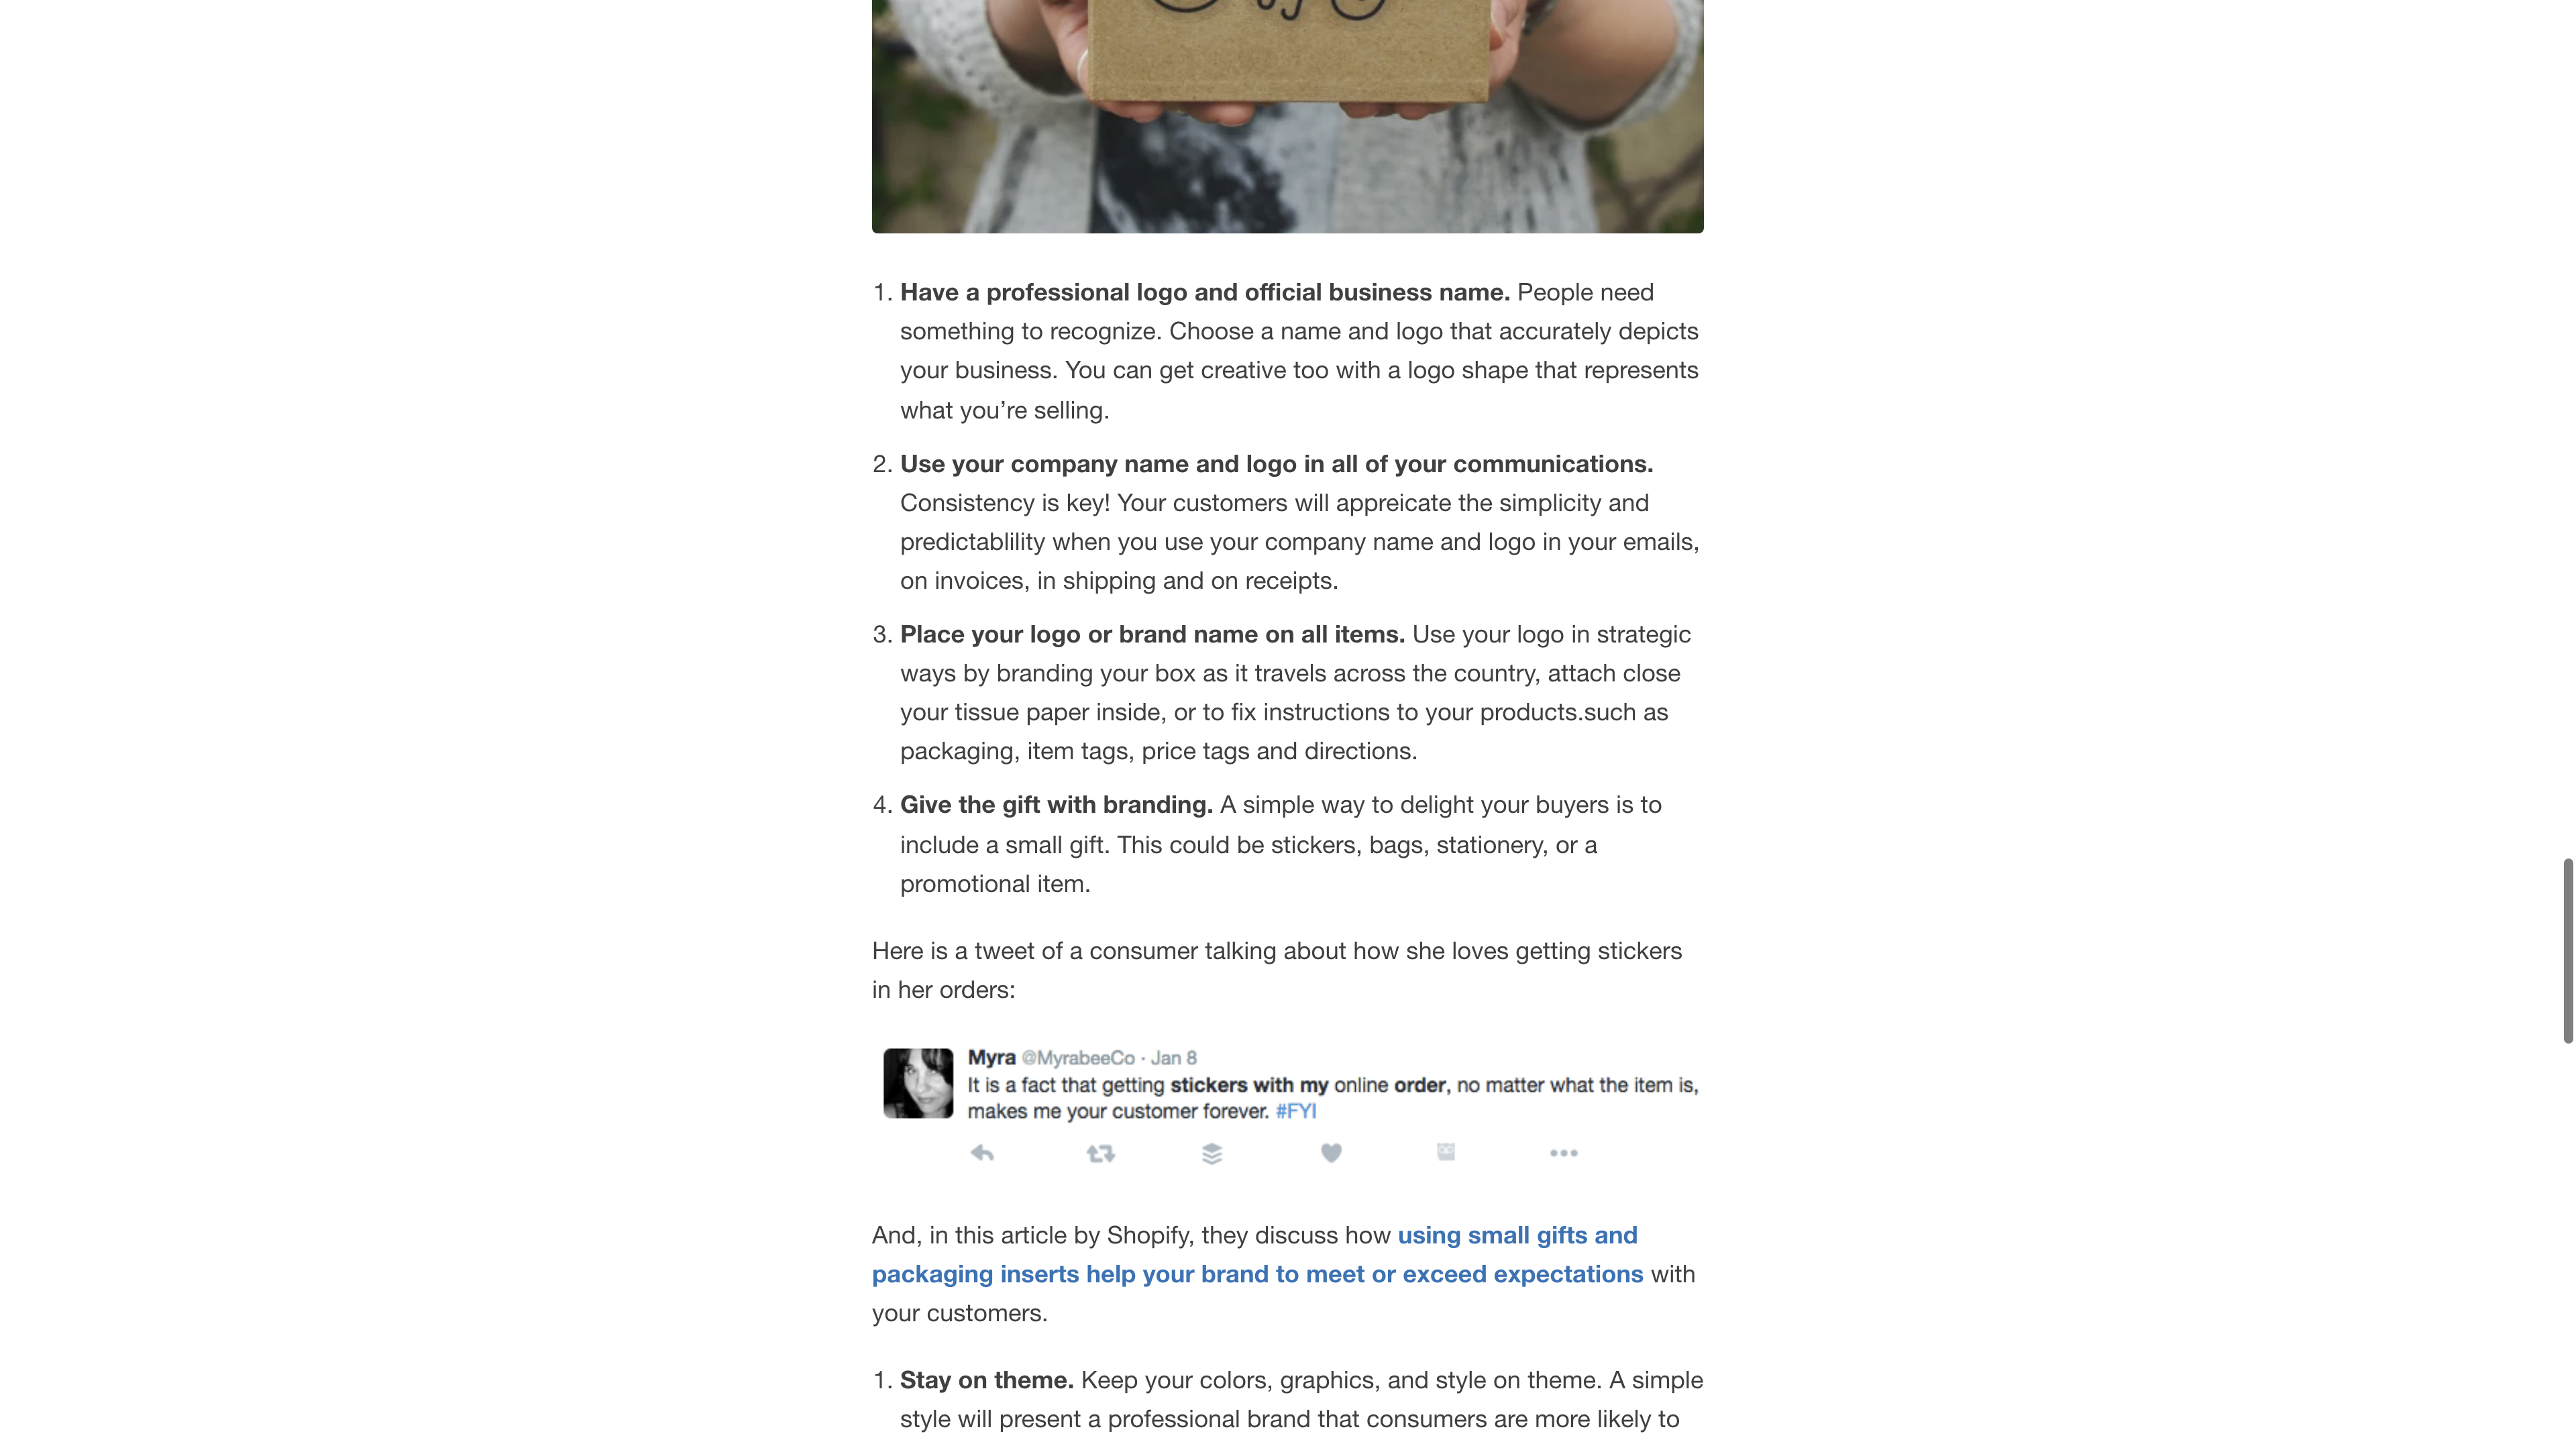 1. Have a professional logo and official business name. People need
something to recognize. Choose a name and logo that accurately depicts
your business. You can get creative too with a logo shape that represents
what you’re selling.
2. Use your company name and logo in all of your communications.
Consistency is key! Your customers will appreicate the simplicity and
predictablility when you use your company name and logo in your emails,
on invoices, in shipping and on receipts.
3. Place your logo or brand name on all items. Use your logo in strategic
ways by branding your box as it travels across the country, attach close
your tissue paper inside, or to fix instructions to your products.such as
packaging, item tags, price tags and directions.
4. Give the gift with branding. A simple way to delight your buyers is to
include a small gift. This could be stickers, bags, stationery, or a
promotional item.
Here is a tweet of a consumer talking about how she loves getting stickers
in her orders:
Myra @MyrabeeCo · Jan 8
It is a fact that getting stickers with my online order, no matter what the item is,
makes me your customer forever. #FYI
And, in this article by Shopify, they discuss how using small gifts and
packaging inserts help your brand to meet or exceed expectations with
your customers.
1. Stay on theme. Keep your colors, graphics, and style on theme. A simple
style will present a professional brand that consumers are more likely to